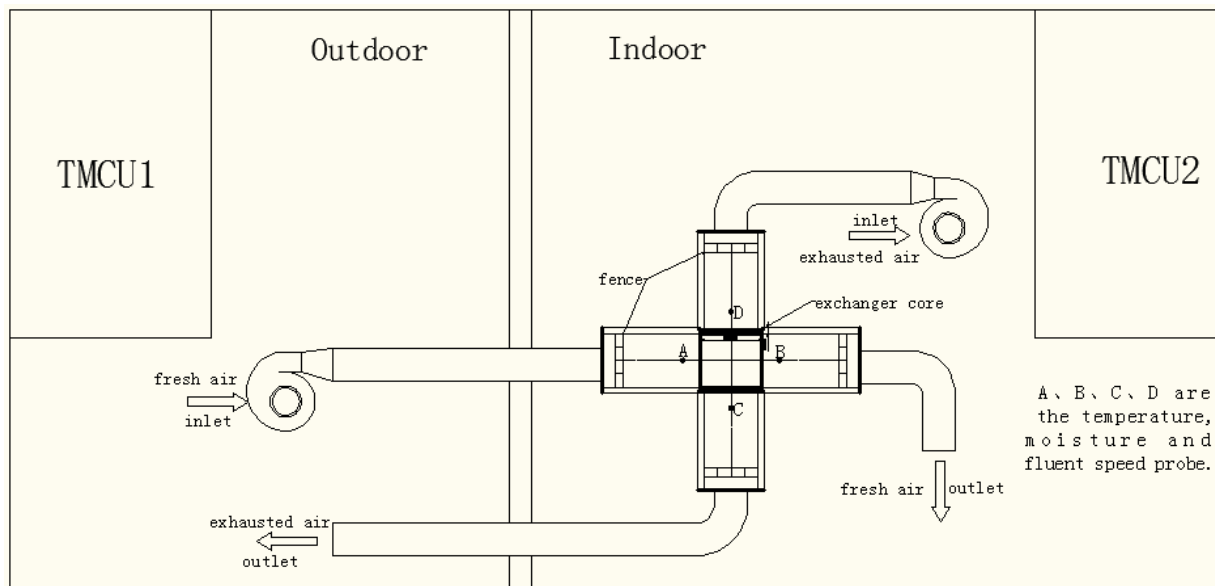 Outdoor
Indoor
TMCU1
TMCU2
inlet
exhausted air
fence
exchanger core
D
A
B
fresh air
inlet
C
A、B、C、D are
the temperature,
moisture and
fluent speed probe.
fresh air outlet
exhausted air
outlet